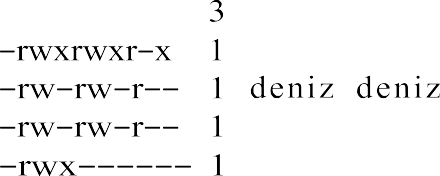 3
-rwxrwxr-x 1
-rw-rw-r-- 1 deniz deniz
-rw-rw-r-- 1
-rwx------ 1